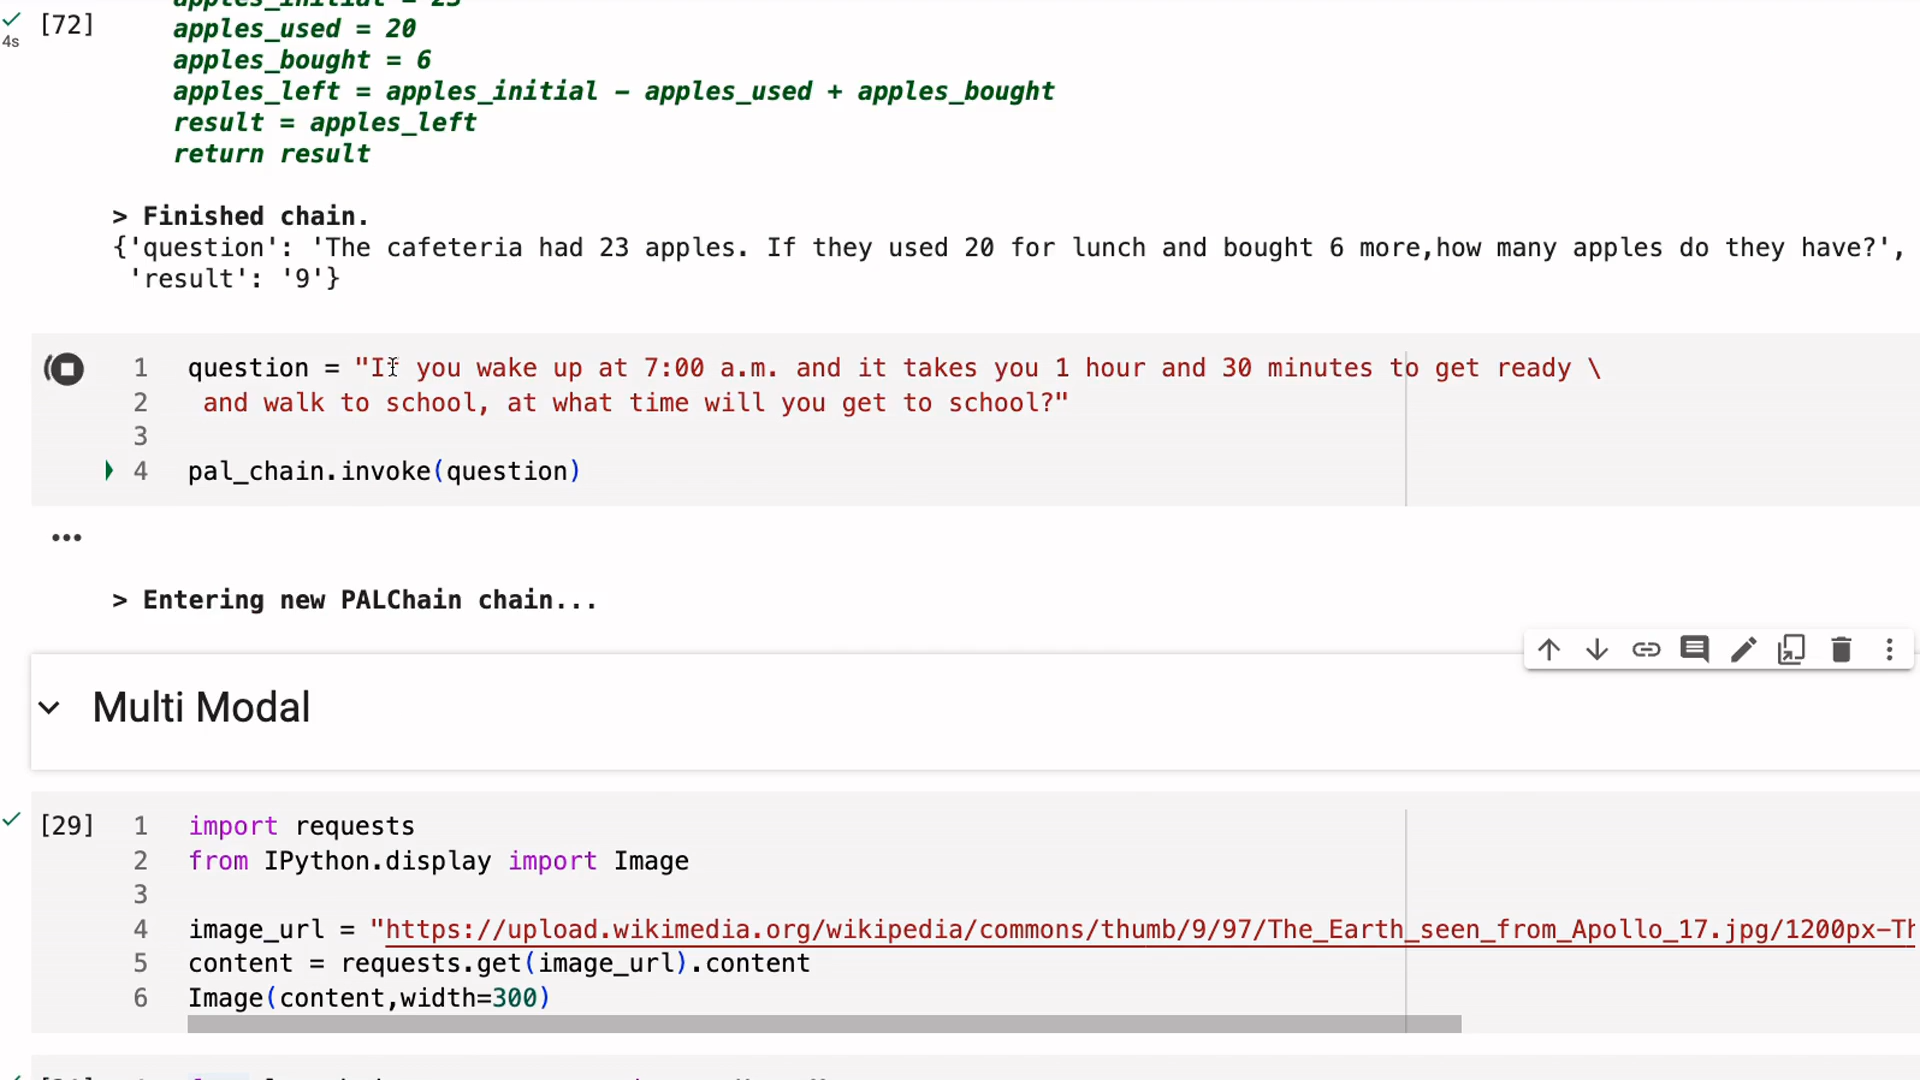 apples_initial = 23
[72]
apples_used = 20
4s
apples_bought = 6
apples_left = apples_initial - apples_used + apples_bought
result = apples_left
return result
> Finished chain.
{'question': 'The cafeteria had 23 apples. If they used 20 for lunch and bought 6 more,how many apples do they have?',
'result': '9'}
1 question = "If you wake up at 7:00 a.m. and it takes you 1 hour and 30 minutes to get ready \
2 and walk to school, at what time will you get to school?"
3
4 pal_chain.invoke(question)
> Entering new PALChain chain...
Multi Modal
[29] 1 import requests
2 from IPython.display import Image
3
4 image_url = "https://upload.wikimedia.org/wikipedia/commons/thumb/9/97/The_Earth_seen_from_Apollo_17.jpg/1200px-Th
5 content = requests.get(image_url).content
6 Image(content,width=300)